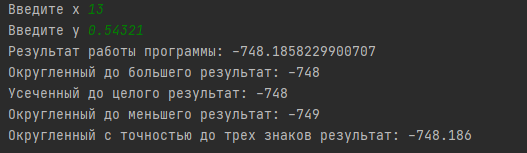 Введите x 13
Введите y 0.54321
Результат работы программы: -748.1858229900707
Округленный до большего результат: -748
Усеченный до целого результат: -748
Округленный до меньшего результат: -749
Округленный с точностью до трех знаков результат: -748.186